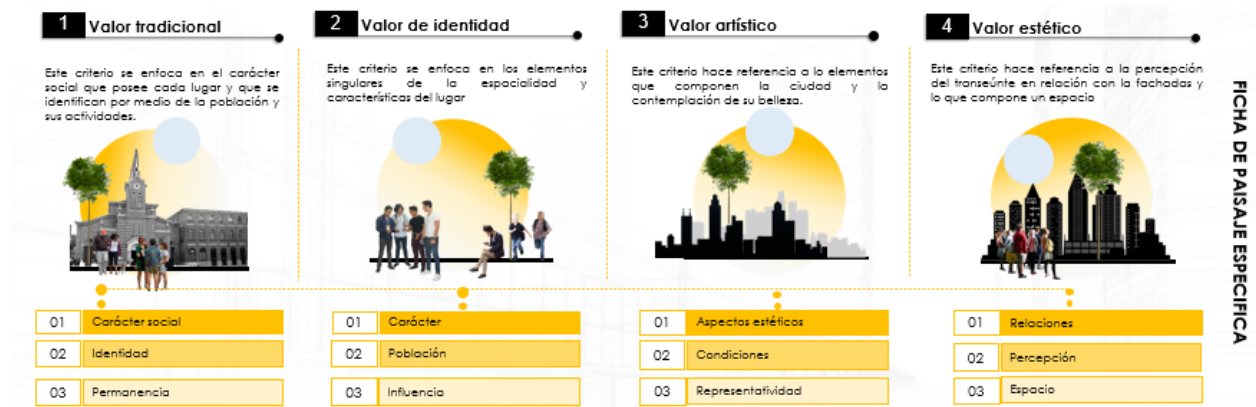 1 Valor tradicional
Este criterio se enfoca en el carácter
social que posee cada lugar y que se
identifican por medio de la población y
sus actividades.
01 Carácter social
02 Identidad
03 Permanencia
2 Valor de identidad
Este criterio se enfoca en los elementos
singulares de la espacialidad y
características del lugar
01 Carácter
02 Población
03 Influencia
3 Valor artístico
Este criterio hace referencia a lo elementos
que componen la ciudad y la
contemplación de su belleza.
01 Aspectos estéticos
02 Condiciones
03 Representatividad
4 Valor estético
Este criterio hace referencia a la percepción
del transeúnte en relación con la fachadas y
lo que compone un espacio
01 Relaciones
02 Percepción
03 Espacio
FICHA DE PAISAJE ESPECIFICA